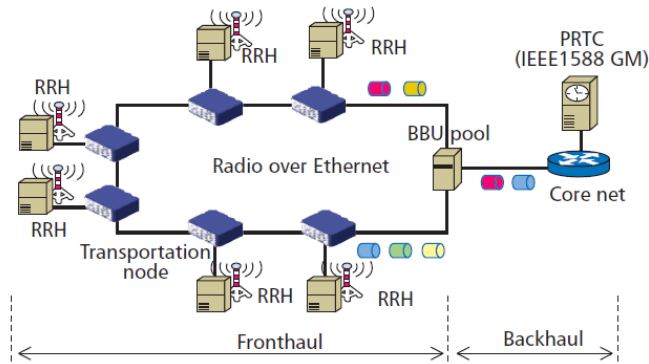 RRH
RRH
PRTC
(IEEE1588 GM)
RRH
BBU pool
Radio over Ethernet
Core net
RRH
Transportation
node
RRH
RRH
Fronthaul
Backhaul